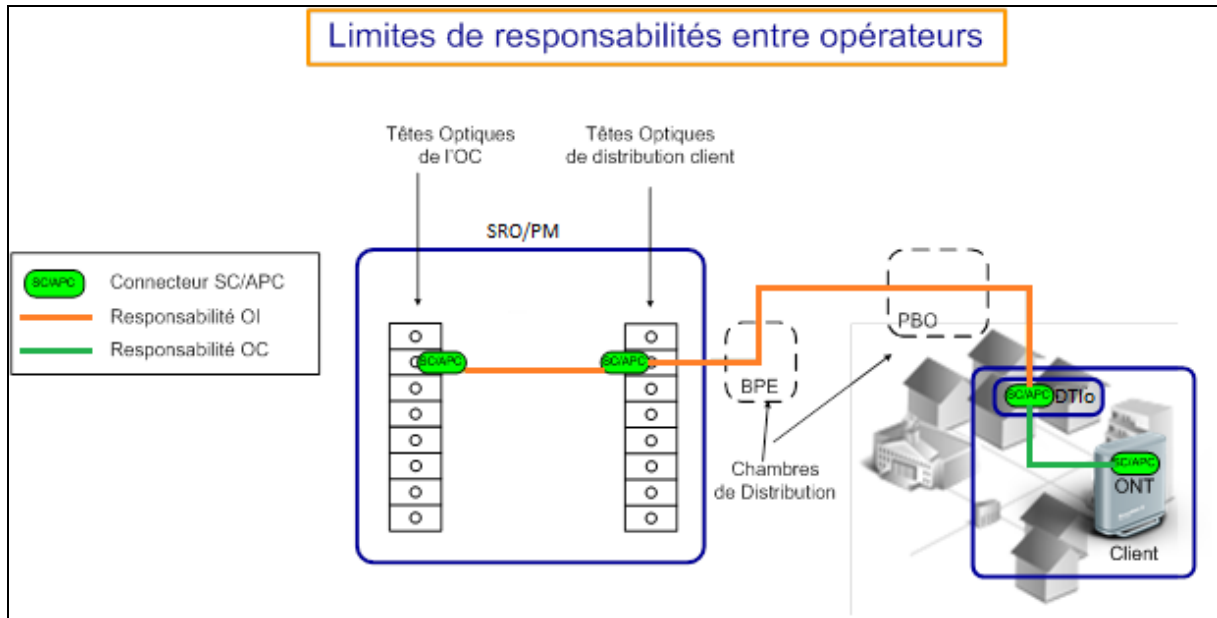 Limites de responsabilités entre opérateurs
Têtes Optiques
de l'OC
Têtes Optiques
de distribution client
SRO/PM
SC/APC
Connecteur SC/APC
Responsabilité OI
Responsabilité OC
SC/APC
SC/APC
BPE
PBO
SC/APC
DTIo
SC/APC
ONT
Client
Chambres
de Distribution